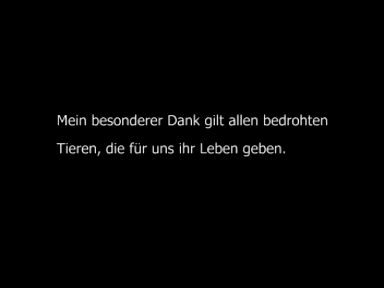 Mein besonderer Dank gilt allen bedrohten
Tieren, die für uns ihr Leben geben.